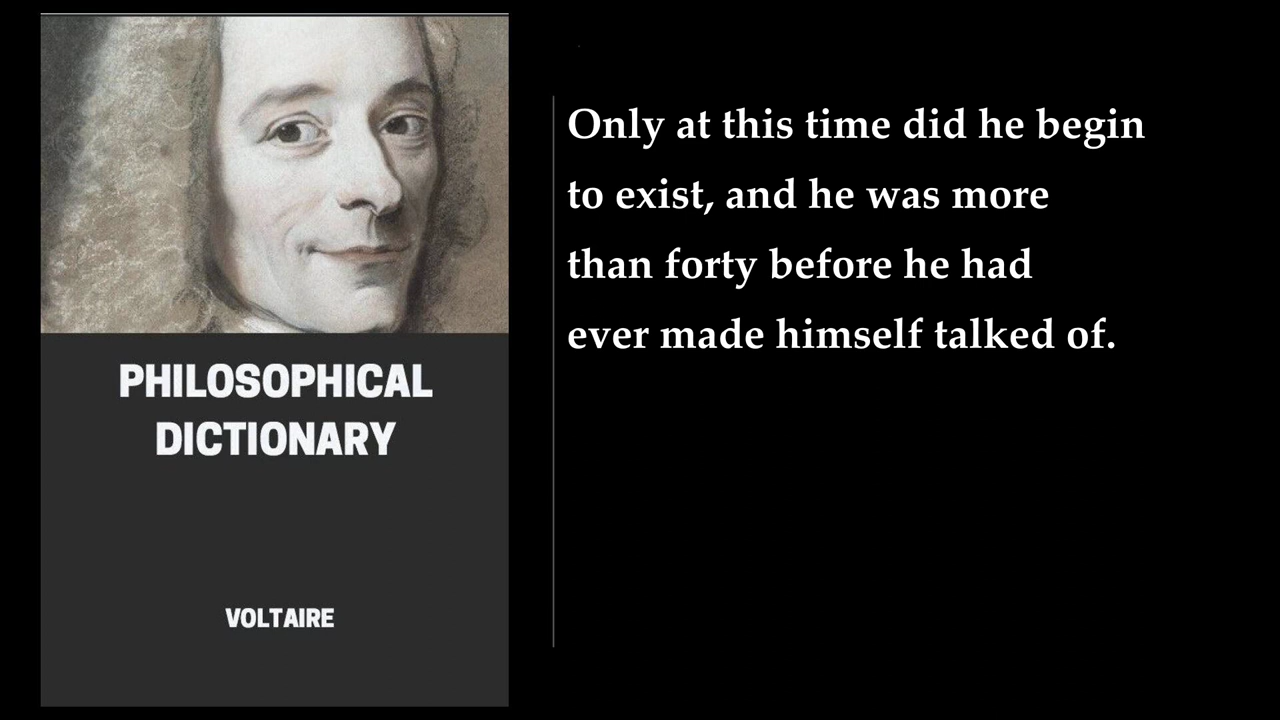 PHILOSOPHICAL
DICTIONARY
VOLTAIRE
Only at this time did he begin
to exist, and he was more
than forty before he had
ever made himself talked of.